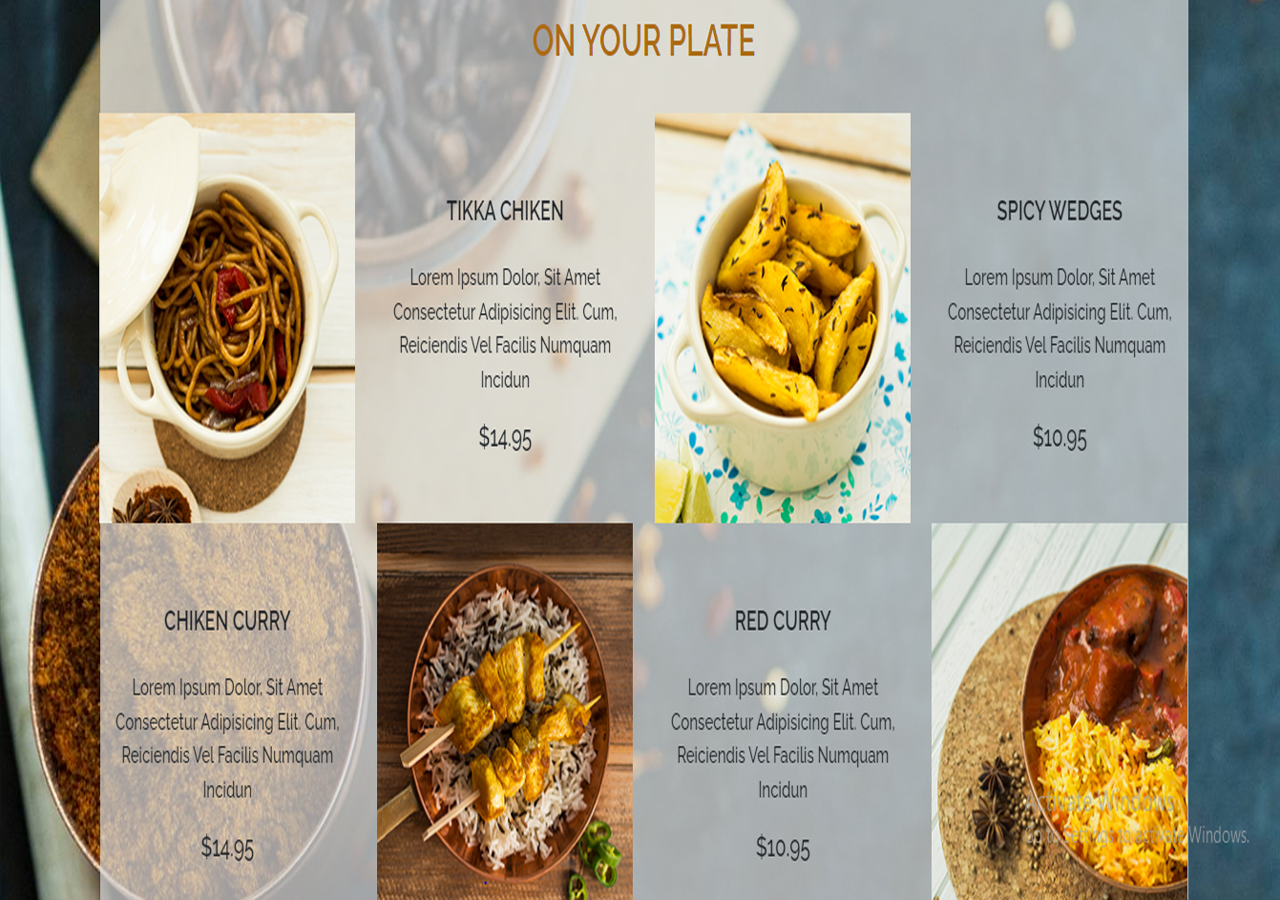 ON YOUR PLATE
TIKKA CHIKEN
Lorem Ipsum Dolor, Sit Amet
Consectetur Adipisicing Elit. Cum,
Reiciendis Vel Facilis Numquam
Incidun
$14.95
SPICY WEDGES
Lorem Ipsum Dolor, Sit Amet
Consectetur Adipisicing Elit. Cum,
Reiciendis Vel Facilis Numquam
Incidun
$10.95
CHIKEN CURRY
Lorem Ipsum Dolor, Sit Amet
Consectetur Adipisicing Elit. Cum,
Reiciendis Vel Facilis Numquam
Incidun
$14.95
RED CURRY
Lorem Ipsum Dolor, Sit Amet
Consectetur Adipisicing Elit. Cum,
Reiciendis Vel Facilis Numquam
Incidun
$10.95
Activate Windows
Go to Settings to activate Windows.